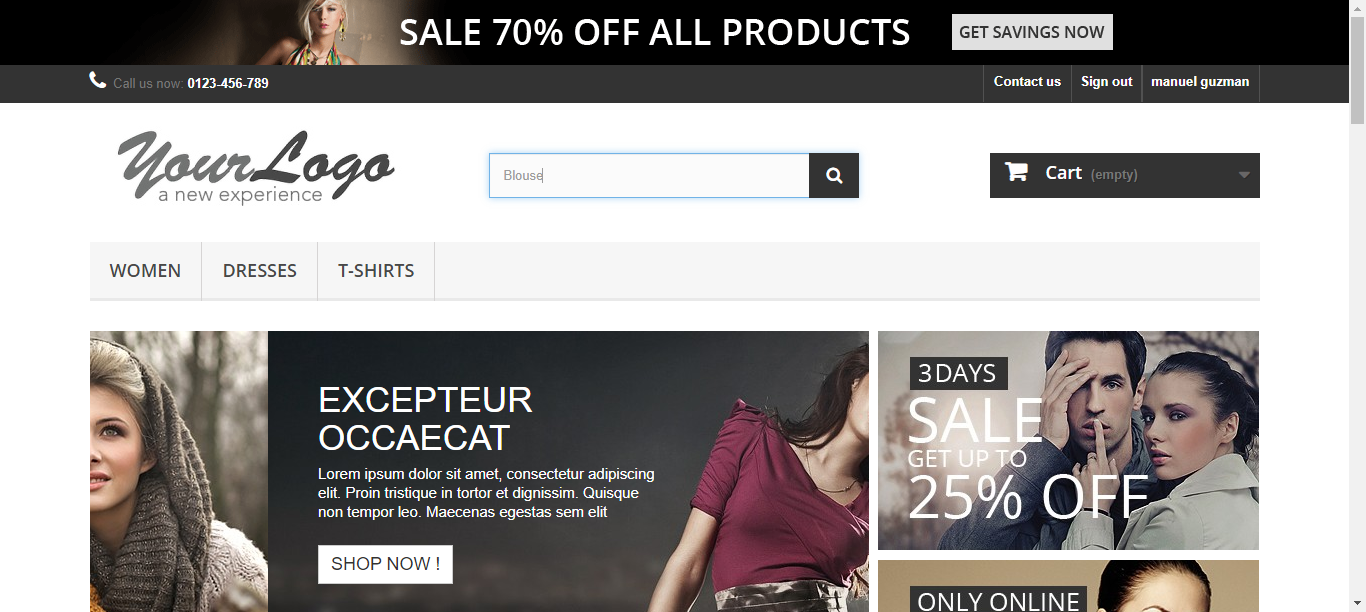 SALE 70% OFF ALL PRODUCTS
GET SAVINGS NOW
Call us now: 0123-456-789
Contact us
Sign out
manuel guzman
YourLogo
a new experience
Blouse
Cart (empty)
WOMEN
DRESSES
T-SHIRTS
EXCEPTEUR
OCCAECAT
Lorem ipsum dolor sit amet, consectetur adipiscing
elit. Proin tristique in tortor et dignissim. Quisque
non tempor leo. Maecenas egestas sem elit
SHOP NOW !
3 DAYS
SALE
GET UP TO
25% OFF
ONLY ONLINE